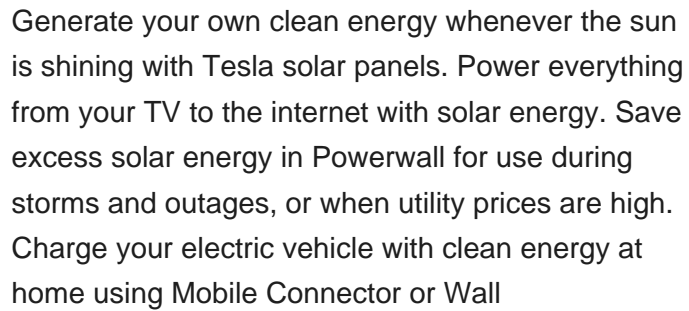 Generate your own clean energy whenever the sun
is shining with Tesla solar panels. Power everything
from your TV to the internet with solar energy. Save
excess solar energy in Powerwall for use during
storms and outages, or when utility prices are high.
Charge your electric vehicle with clean energy at
home using Mobile Connector or Wall